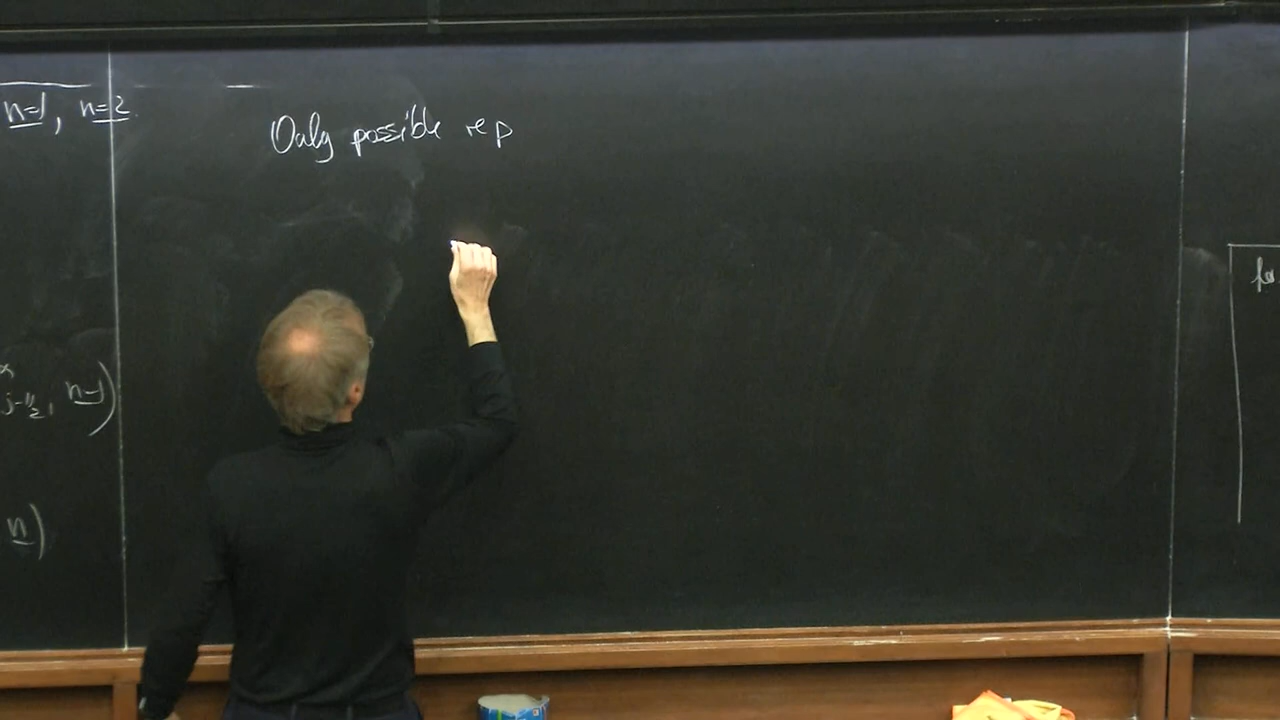 n=1, n=2
Only possible rep
j-1/2, n-1)
n)